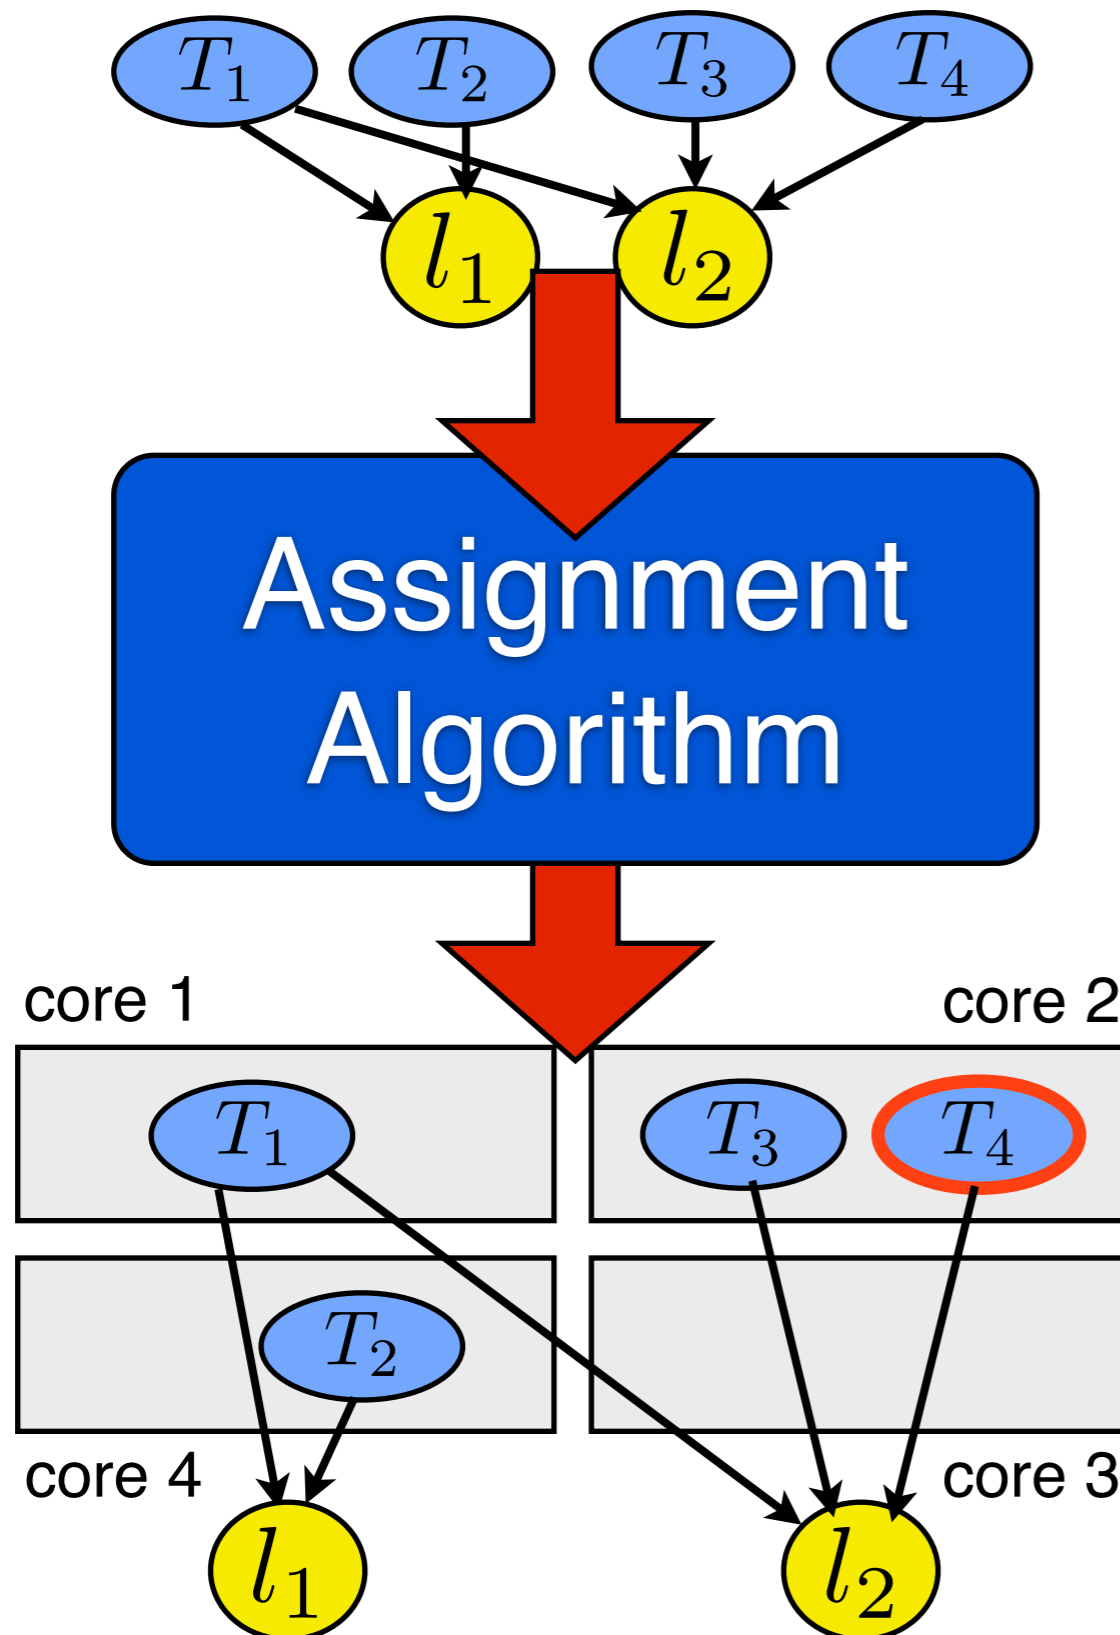 T₁ T₂ T₃ T₄
l₁ l₂
Assignment
Algorithm
core 1 core 2
T₁ T₃ T₄
T₂
core 4 core 3
l₁ l₂